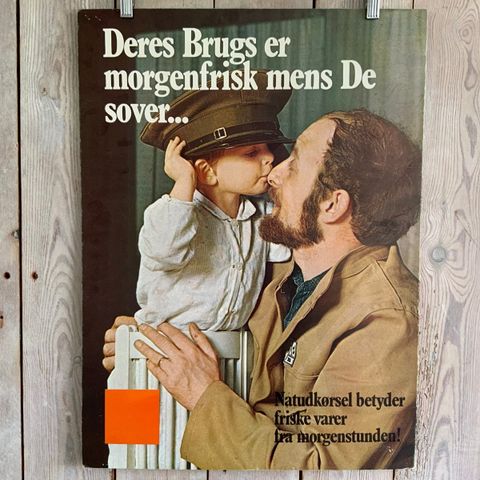 Deres Brugs er
morgenfrisk mens De
sover...
Natudkørsel betyder
friske varer
fra morgenstunden!